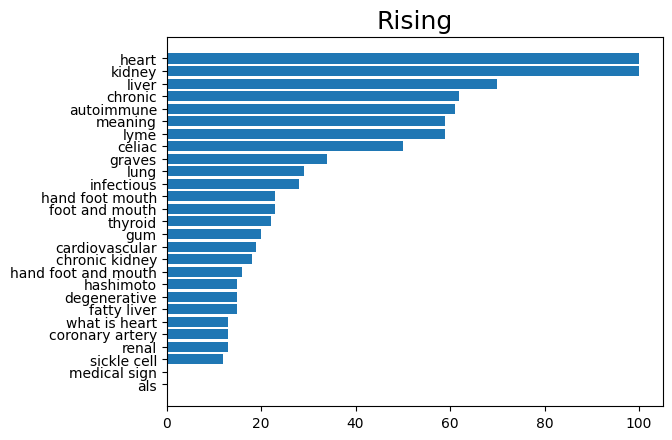 Rising
heart
kidney
liver
chronic
autoimmune
meaning
lyme
celiac
graves
lung
infectious
hand foot mouth
foot and mouth
thyroid
gum
cardiovascular
chronic kidney
hand foot and mouth
hashimoto
degenerative
fatty liver
what is heart
coronary artery
renal
sickle cell
medical sign
als
0 20 40 60 80 100